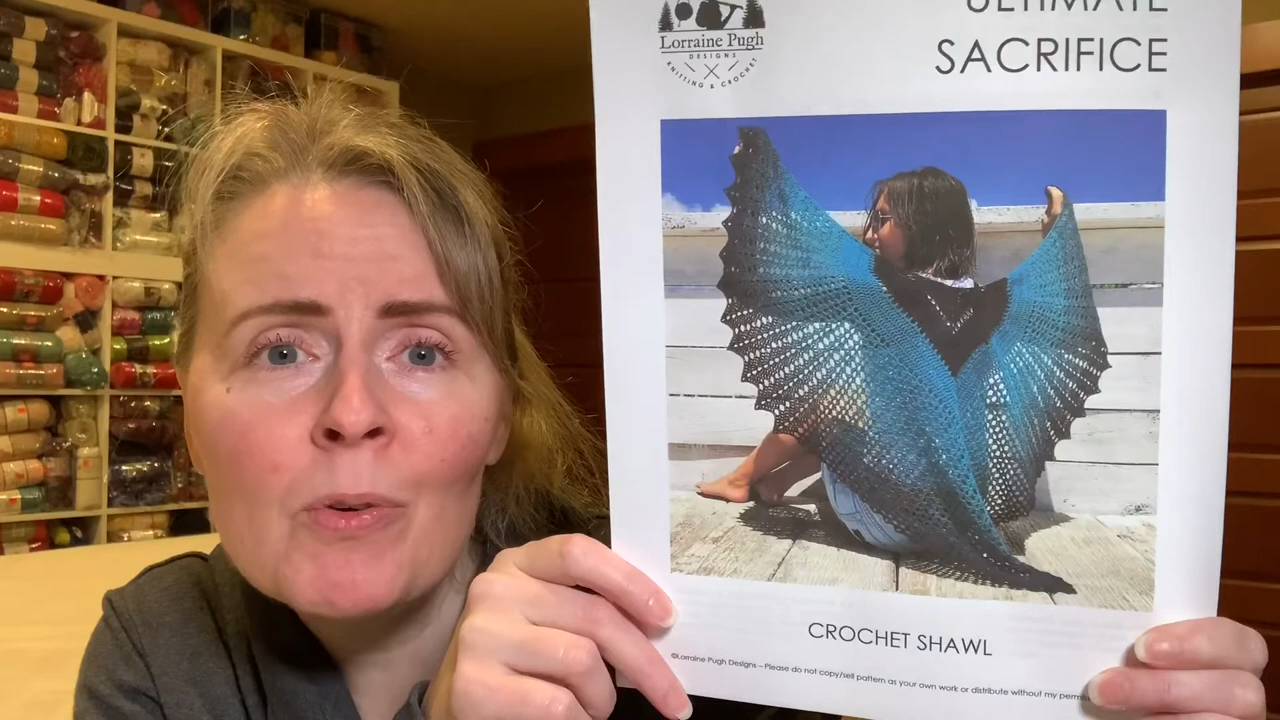 ULTIMATE
SACRIFICE
Lorraine Pugh
DESIGNS
KNITTING & CROCHET
CROCHET SHAWL
©Lorraine Pugh Designs – Please do not copy/sell pattern as your own work or distribute without my